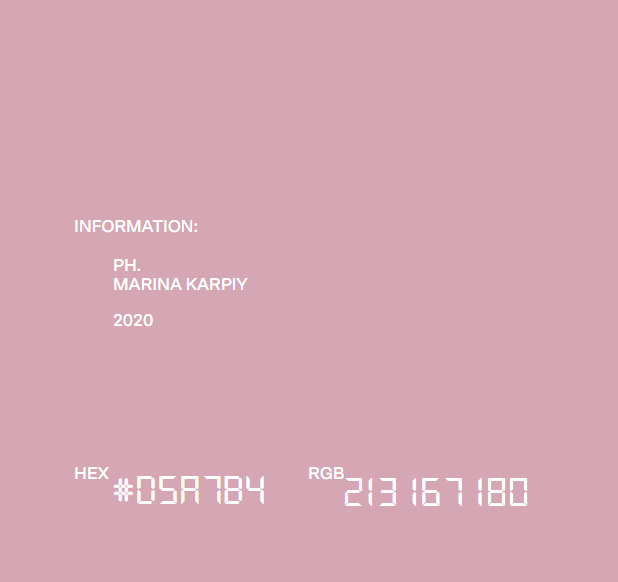 INFORMATION:
PH.
MARINA KARPIY
2020
HEX #D5A7B4
RGB 213 167 180